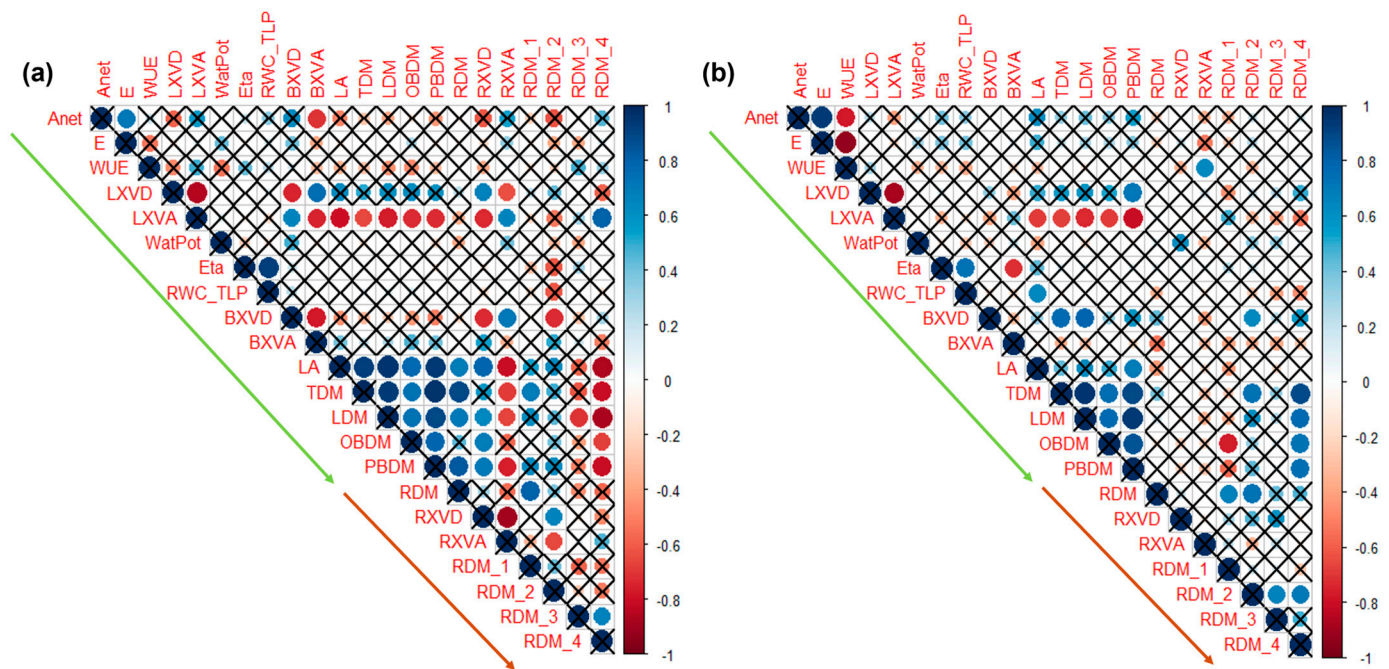 (a)
Anet
E
WUE
LXVD
LXVA
WatPot
Eta
RWC_TLP
BXVD
BXVA
LA
TDM
LDM
OBDM
PBDM
RDM
RXVD
RXVA
RDM_1
RDM_2
RDM_3
RDM_4
Anet
E
WUE
LXVD
LXVA
WatPot
Eta
RWC_TLP
BXVD
BXVA
LA
TDM
LDM
OBDM
PBDM
RDM
RXVD
RXVA
RDM_1
RDM_2
RDM_3
RDM_4
1
0.8
0.6
0.4
0.2
0
-0.2
-0.4
-0.6
-0.8
-1
(b)
Anet
E
WUE
LXVD
LXVA
WatPot
Eta
RWC_TLP
BXVD
BXVA
LA
TDM
LDM
OBDM
PBDM
RDM
RXVD
RXVA
RDM_1
RDM_2
RDM_3
RDM_4
Anet
E
WUE
LXVD
LXVA
WatPot
Eta
RWC_TLP
BXVD
BXVA
LA
TDM
LDM
OBDM
PBDM
RDM
RXVD
RXVA
RDM_1
RDM_2
RDM_3
RDM_4
1
0.8
0.6
0.4
0.2
0
-0.2
-0.4
-0.6
-0.8
-1